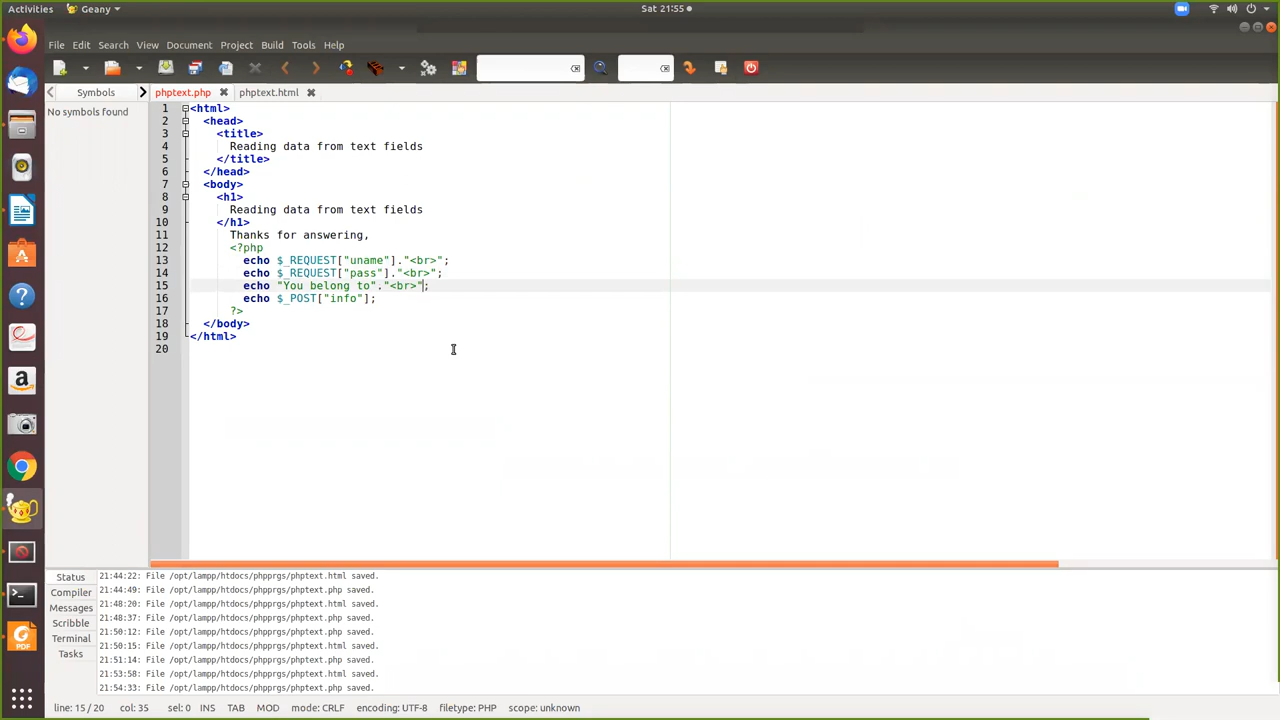 Activities Geany Sat 21:55
File Edit Search View Document Project Build Tools Help
Symbols phptext.php phptext.html
No symbols found
1 <html>
2 <head>
3 <title>
4 Reading data from text fields
5 </title>
6 </head>
7 <body>
8 <h1>
9 Reading data from text fields
10 </h1>
11 Thanks for answering,
12 <?php
13 echo $_REQUEST["uname"]."<br>";
14 echo $_REQUEST["pass"]."<br>";
15 echo "You belong to"."<br>";
16 echo $_POST["info"];
17 ?>
18 </body>
19 </html>
20
Status
Compiler
Messages
Scribble
Terminal
Tasks
21:44:22: File /opt/lampp/htdocs/phpprgs/phptext.html saved.
21:44:49: File /opt/lampp/htdocs/phpprgs/phptext.php saved.
21:48:20: File /opt/lampp/htdocs/phpprgs/phptext.html saved.
21:48:37: File /opt/lampp/htdocs/phpprgs/phptext.php saved.
21:50:12: File /opt/lampp/htdocs/phpprgs/phptext.php saved.
21:50:15: File /opt/lampp/htdocs/phpprgs/phptext.html saved.
21:51:14: File /opt/lampp/htdocs/phpprgs/phptext.php saved.
21:53:58: File /opt/lampp/htdocs/phpprgs/phptext.html saved.
21:54:33: File /opt/lampp/htdocs/phpprgs/phptext.php saved.
line: 15 / 20 col: 35 sel: 0 INS TAB MOD mode: CRLF encoding: UTF-8 filetype: PHP scope: unknown